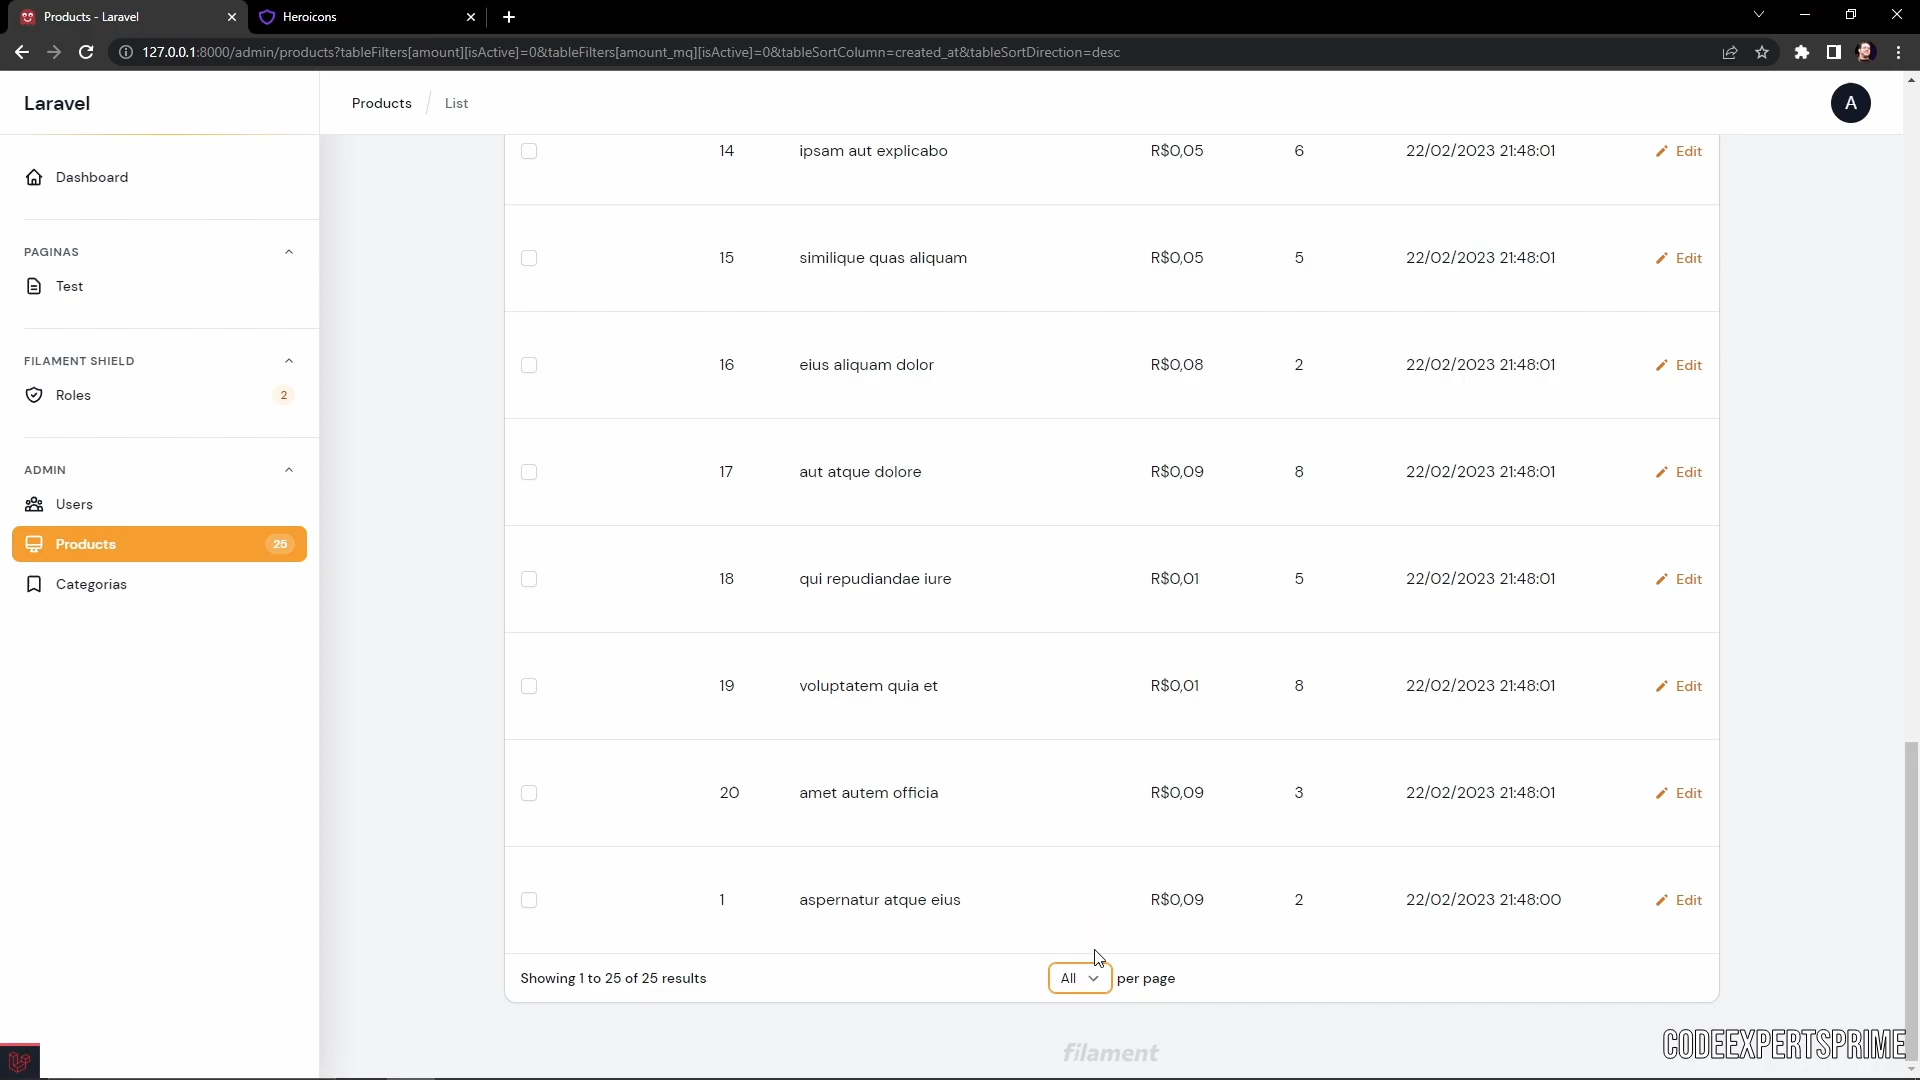 Products - Laravel
Heroicons
127.0.0.1:8000/admin/products?tableFilters[amount][isActive]=0&tableFilters[amount_mq][isActive]=0&tableSortColumn=created_at&tableSortDirection=desc
Laravel
Products / List
A
Dashboard
PAGINAS
Test
FILAMENT SHIELD
Roles 2
ADMIN
Users
Products 25
Categorias
14 ipsam aut explicabo R$0,05 6 22/02/2023 21:48:01 Edit
15 similique quas aliquam R$0,05 5 22/02/2023 21:48:01 Edit
16 eius aliquam dolor R$0,08 2 22/02/2023 21:48:01 Edit
17 aut atque dolore R$0,09 8 22/02/2023 21:48:01 Edit
18 qui repudiandae iure R$0,01 5 22/02/2023 21:48:01 Edit
19 voluptatem quia et R$0,01 8 22/02/2023 21:48:01 Edit
20 amet autem officia R$0,09 3 22/02/2023 21:48:01 Edit
1 aspernatur atque eius R$0,09 2 22/02/2023 21:48:00 Edit
Showing 1 to 25 of 25 results
All per page
filament
CODEEXPERTSPRIME